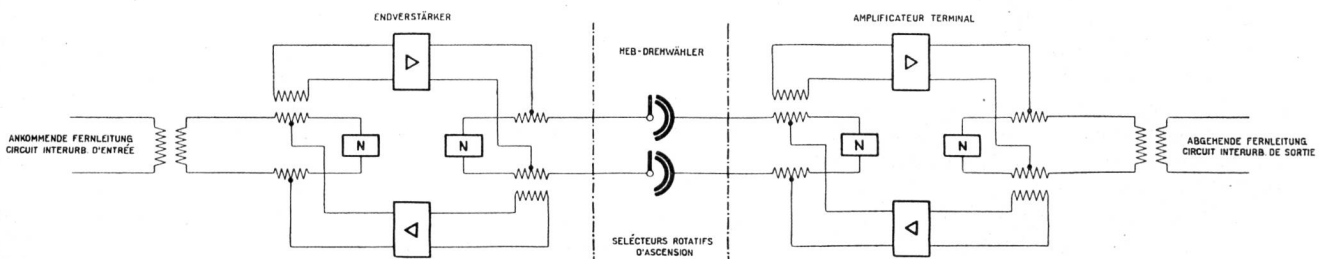 ENDVERSTÄRKER
AMPLIFICATEUR TERMINAL
HEB-DREHWÄHLER
ANKOMMENDE FERNLEITUNG
CIRCUIT INTERURB. D'ENTRÉE
N
N
N
N
ABGEHENDE FERNLEITUNG
CIRCUIT INTERURB. DE SORTIE
SELÉCTEURS ROTATIFS
D'ASCENSION